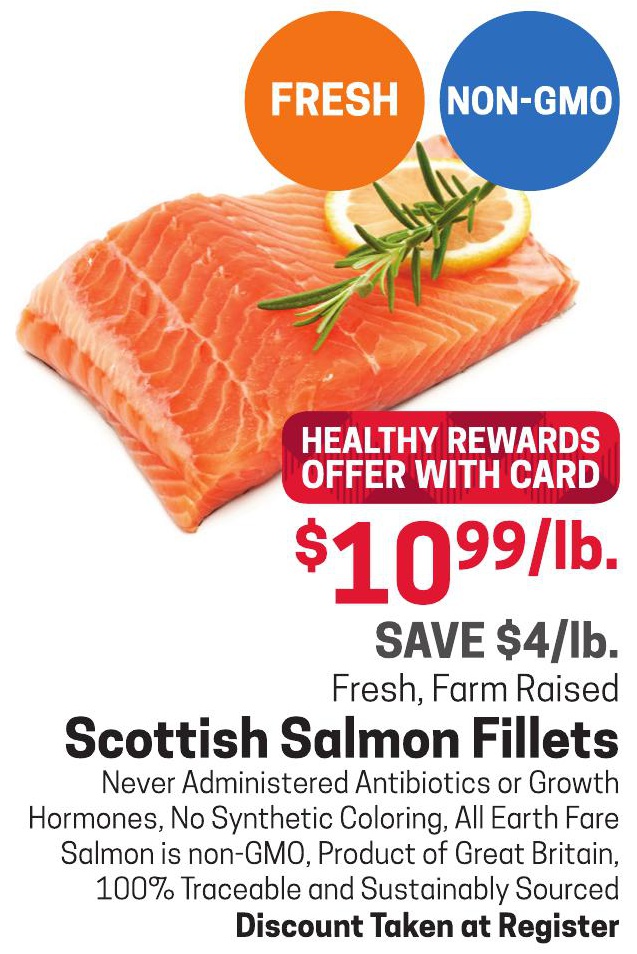 FRESH
NON-GMO
HEALTHY REWARDS
OFFER WITH CARD
$10.99/lb.
SAVE $4/lb.
Fresh, Farm Raised
Scottish Salmon Fillets
Never Administered Antibiotics or Growth
Hormones, No Synthetic Coloring, All Earth Fare
Salmon is non-GMO, Product of Great Britain,
100% Traceable and Sustainably Sourced
Discount Taken at Register